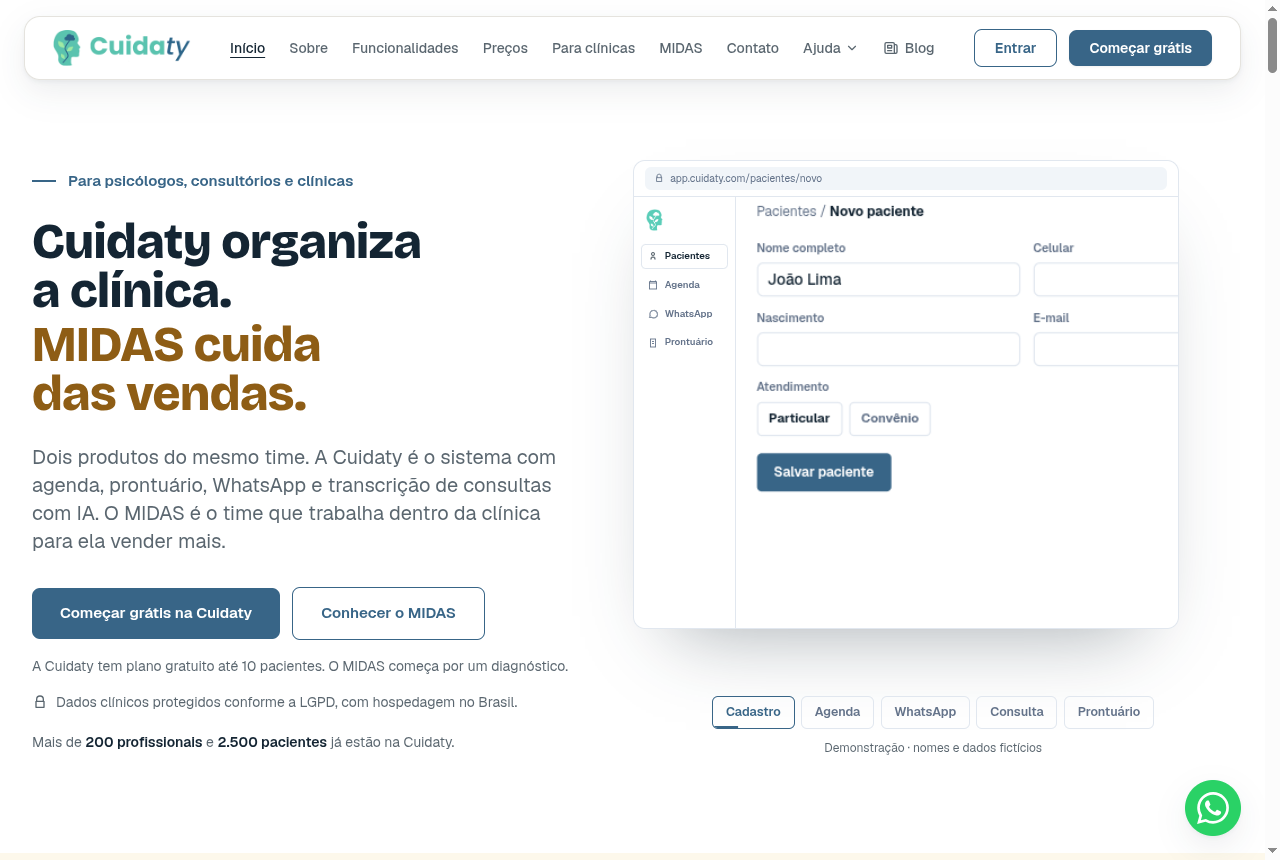 Cuidaty
Início
Sobre
Funcionalidades
Preços
Para clínicas
MIDAS
Contato
Ajuda
Blog
Entrar
Começar grátis
Para psicólogos, consultórios e clínicas
Cuidaty organiza
a clínica.
MIDAS cuida
das vendas.
Dois produtos do mesmo time. A Cuidaty é o sistema com
agenda, prontuário, WhatsApp e transcrição de consultas
com IA. O MIDAS é o time que trabalha dentro da clínica
para ela vender mais.
Começar grátis na Cuidaty
Conhecer o MIDAS
A Cuidaty tem plano gratuito até 10 pacientes. O MIDAS começa por um diagnóstico.
Dados clínicos protegidos conforme a LGPD, com hospedagem no Brasil.
Mais de 200 profissionais e 2.500 pacientes já estão na Cuidaty.
app.cuidaty.com/pacientes/novo
Pacientes
Agenda
WhatsApp
Prontuário
Pacientes / Novo paciente
Nome completo
Celular
João Lima
Nascimento
E-mail
Atendimento
Particular
Convênio
Salvar paciente
Cadastro
Agenda
WhatsApp
Consulta
Prontuário
Demonstração · nomes e dados fictícios